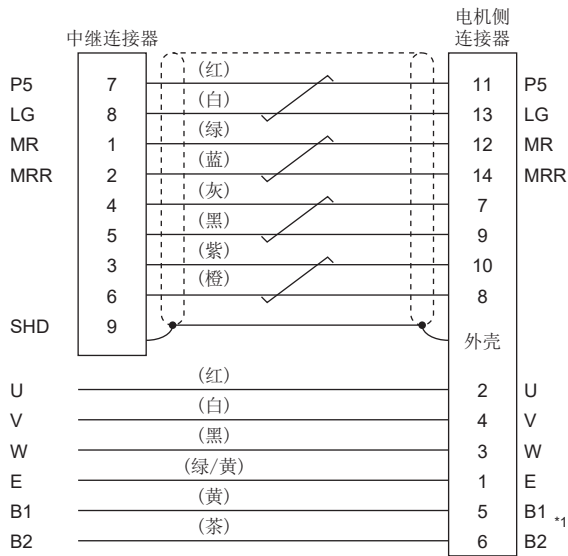 中继连接器
电机侧
连接器
P5 7 (红) 11 P5
LG 8 (白) 13 LG
MR 1 (绿) 12 MR
MRR 2 (蓝) 14 MRR
4 (灰) 7
5 (黑) 9
3 (紫) 10
6 (橙) 8
SHD 9 外壳
U (红) 2 U
V (白) 4 V
W (黑) 3 W
E (绿/黄) 1 E
B1 (黄) 5 B1 *1
B2 (茶) 6 B2